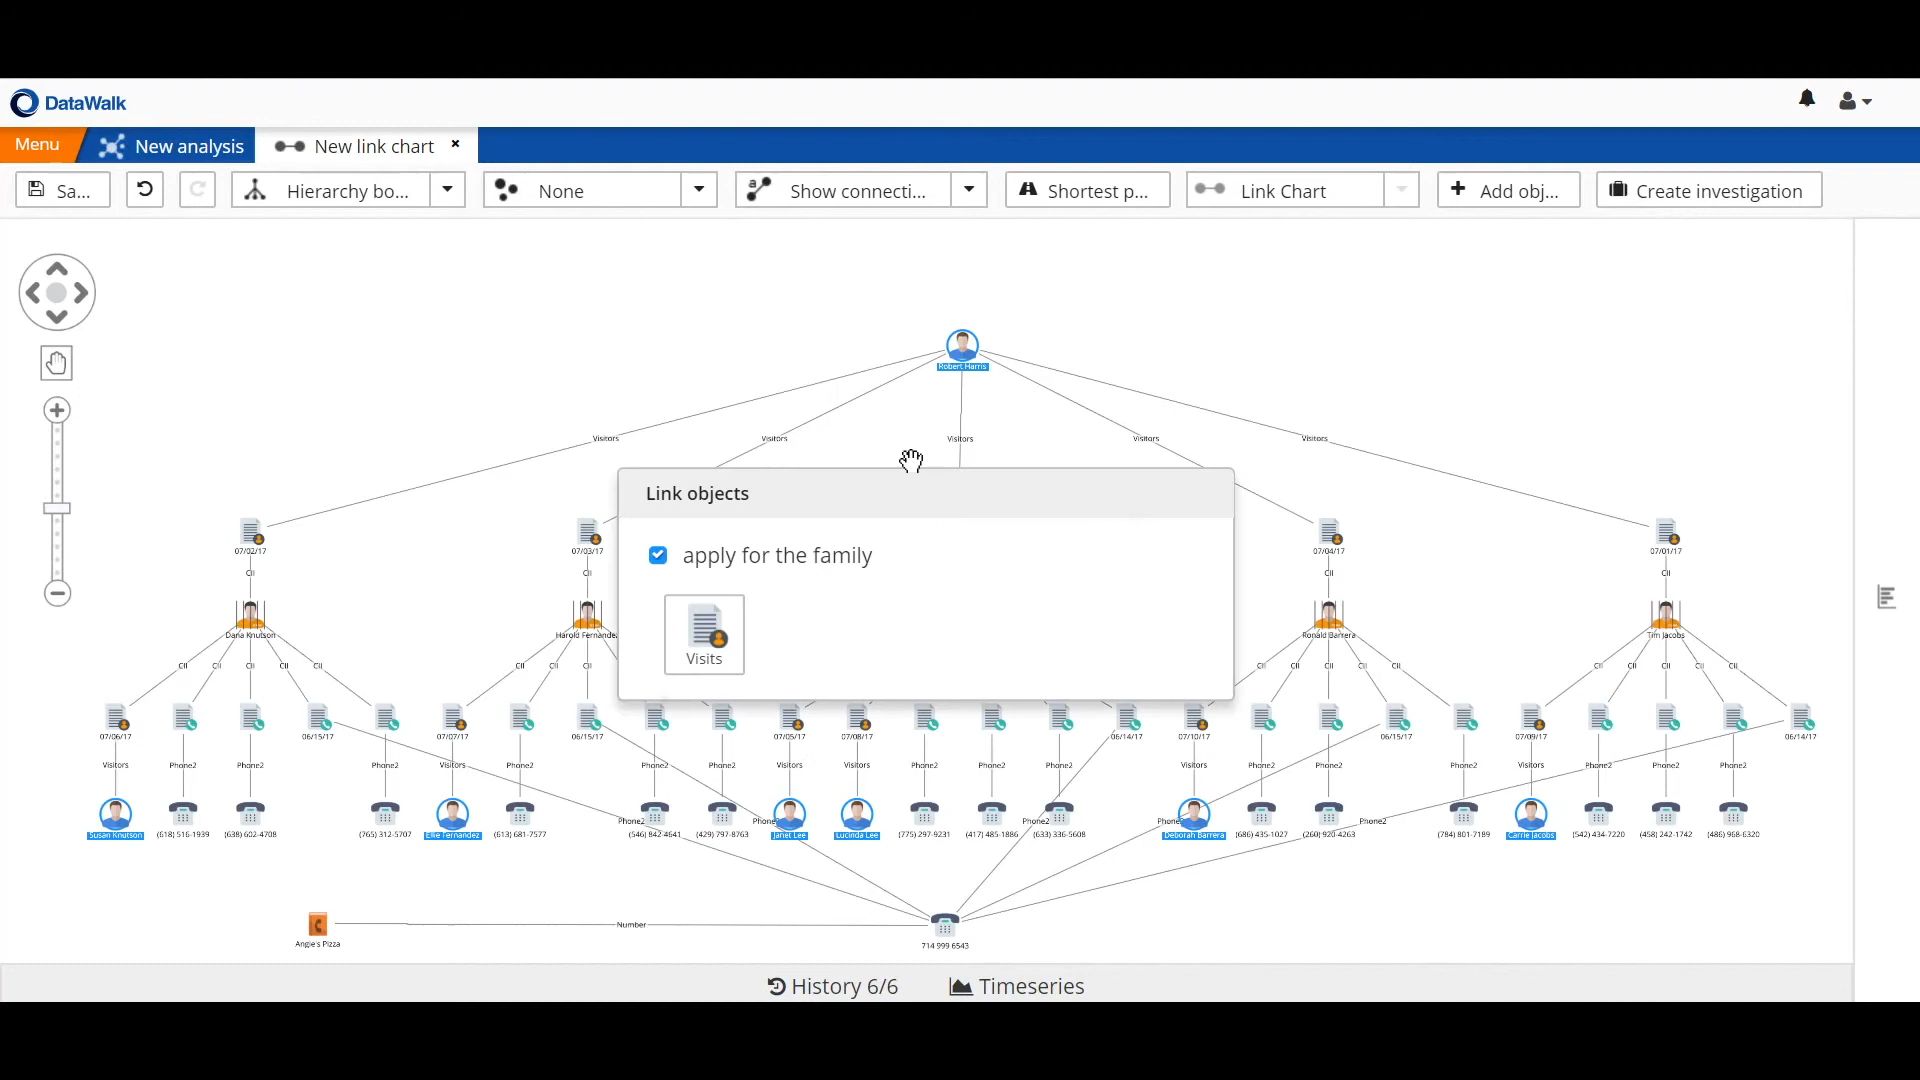 DataWalk
Menu New analysis New link chart ×
Sa... Hierarchy bo... None Show connecti... Shortest p... Link Chart Add obj... Create investigation
Robert Harris
Visitors Visitors Visitors Visitors Visitors
Link objects
apply for the family
Visits
07/02/17 07/03/17 07/04/17 07/01/17
CII CII CII CII
Dana Knutson Harold Fernande Ronald Barrera Tim Jacobs
CII CII CII CII CII CII CII CII CII CII CII CII CII CII CII CII CII
07/06/17 06/15/17 07/07/17 06/15/17 07/05/17 07/08/17 06/14/17 07/10/17 06/15/17 07/09/17 06/14/17
Visitors Phone2 Phone2 Phone2 Visitors Phone2 Phone2 Phone2 Visitors Visitors Phone2 Phone2 Phone2 Visitors Phone2 Phone2 Phone2 Visitors Phone2 Phone2 Phone2
Phone2 Phone2 Phone2 Phone2 Phone2
Susan Knutson (618) 516-1939 (638) 602-4708 (765) 312-5707 Ellie Fernandez (613) 681-7577 (546) 842-4641 (429) 797-8763 Janet Lee Lucinda Lee (775) 297-9231 (417) 485-1886 (633) 336-5608 Deborah Barrera (686) 435-1027 (260) 920-4263 (784) 801-7189 Carrie Jacobs (542) 434-7220 (458) 242-1742 (486) 968-6320
Number
Angie's Pizza 714 999 6543
History 6/6 Timeseries